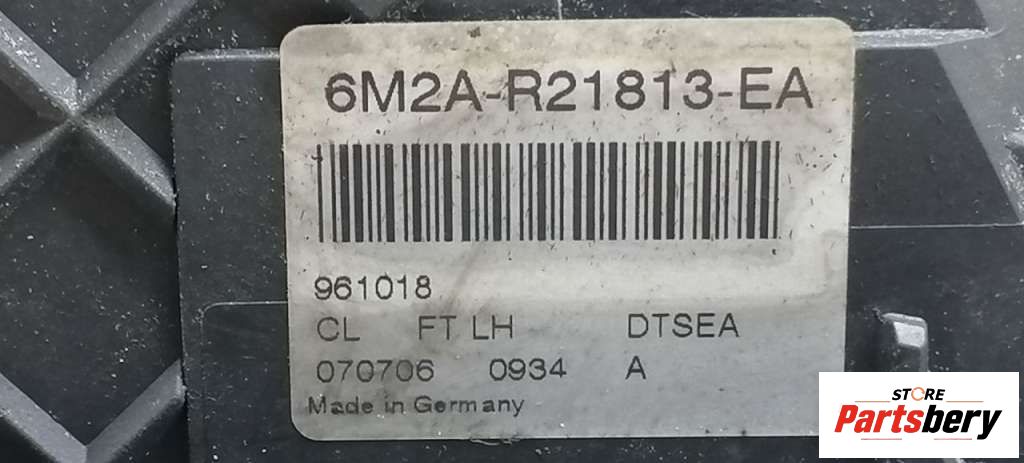 6M2A-R21813-EA
961018
CL FT LH DTSEA
070706 0934 A
Made in Germany
STORE
Partsbery